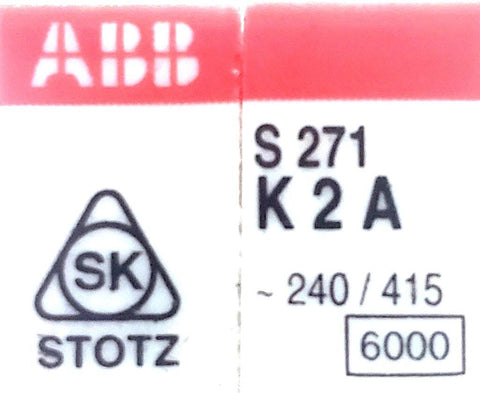 ABB
S 271
K 2 A
SK
~ 240 / 415
STOTZ
6000